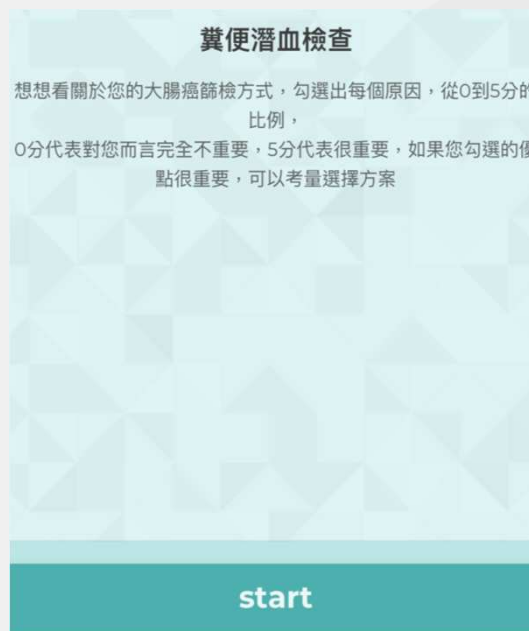 糞便潛血檢查
想想看關於您的大腸癌篩檢方式，勾選出每個原因，從0到5分的
比例，
0分代表對您而言完全不重要，5分代表很重要，如果您勾選的優
點很重要，可以考量選擇方案
start